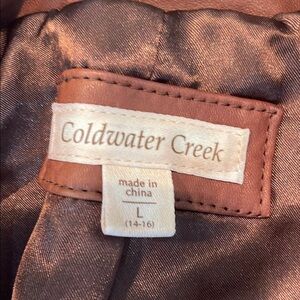 Coldwater Creek
made in
china
L
(14-16)